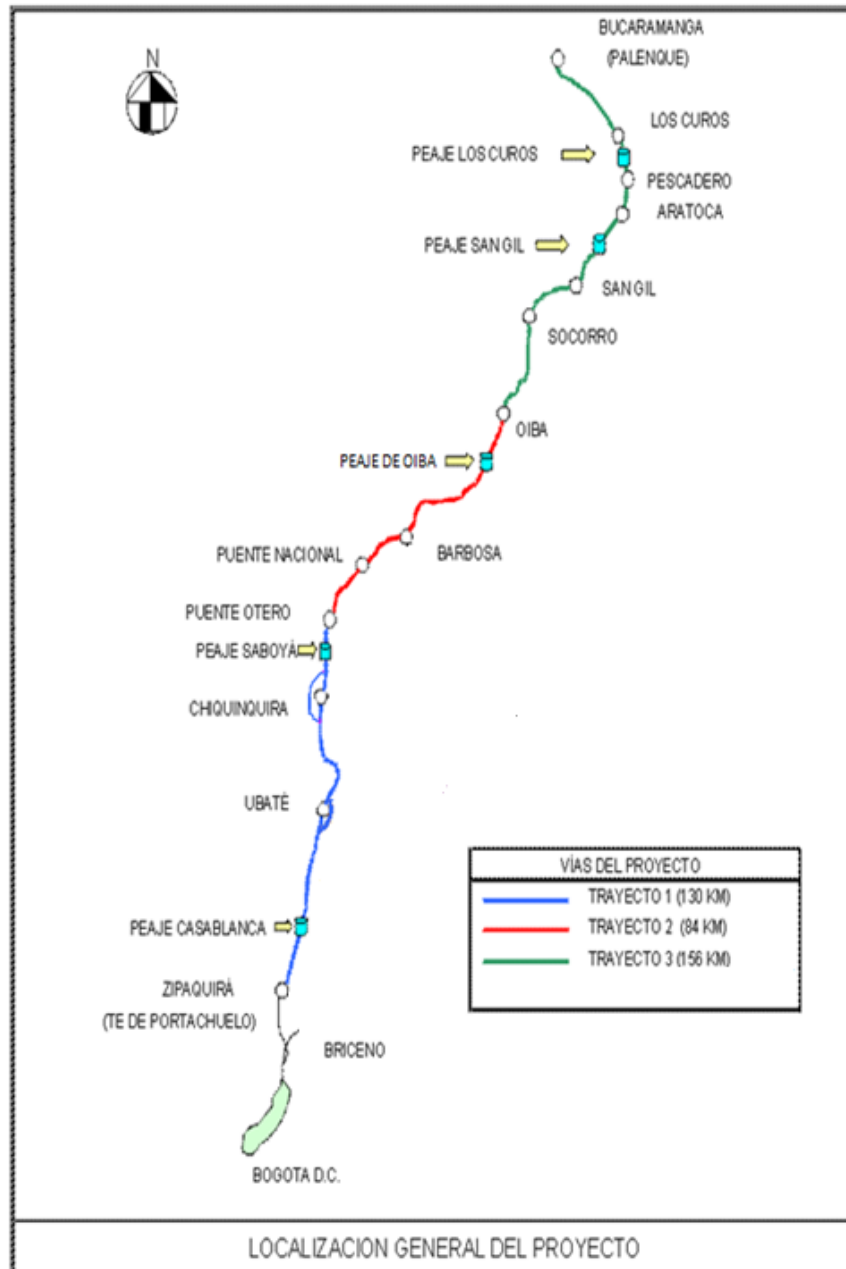 BUCARAMANGA
(PALENQUE)
N
LOS CUROS
PEAJE LOS CUROS
PESCADERO
ARATOCA
PEAJE SAN GIL
SAN GIL
SOCORRO
OIBA
PEAJE DE OIBA
BARBOSA
PUENTE NACIONAL
PUENTE OTERO
PEAJE SABOYÁ
CHIQUINQUIRA
UBATÉ
VÍAS DEL PROYECTO
TRAYECTO 1 (130 KM)
TRAYECTO 2 (84 KM)
TRAYECTO 3 (156 KM)
PEAJE CASABLANCA
ZIPAQUIRÁ
(TE DE PORTACHUELO)
BRICENO
BOGOTA D.C.
LOCALIZACION GENERAL DEL PROYECTO